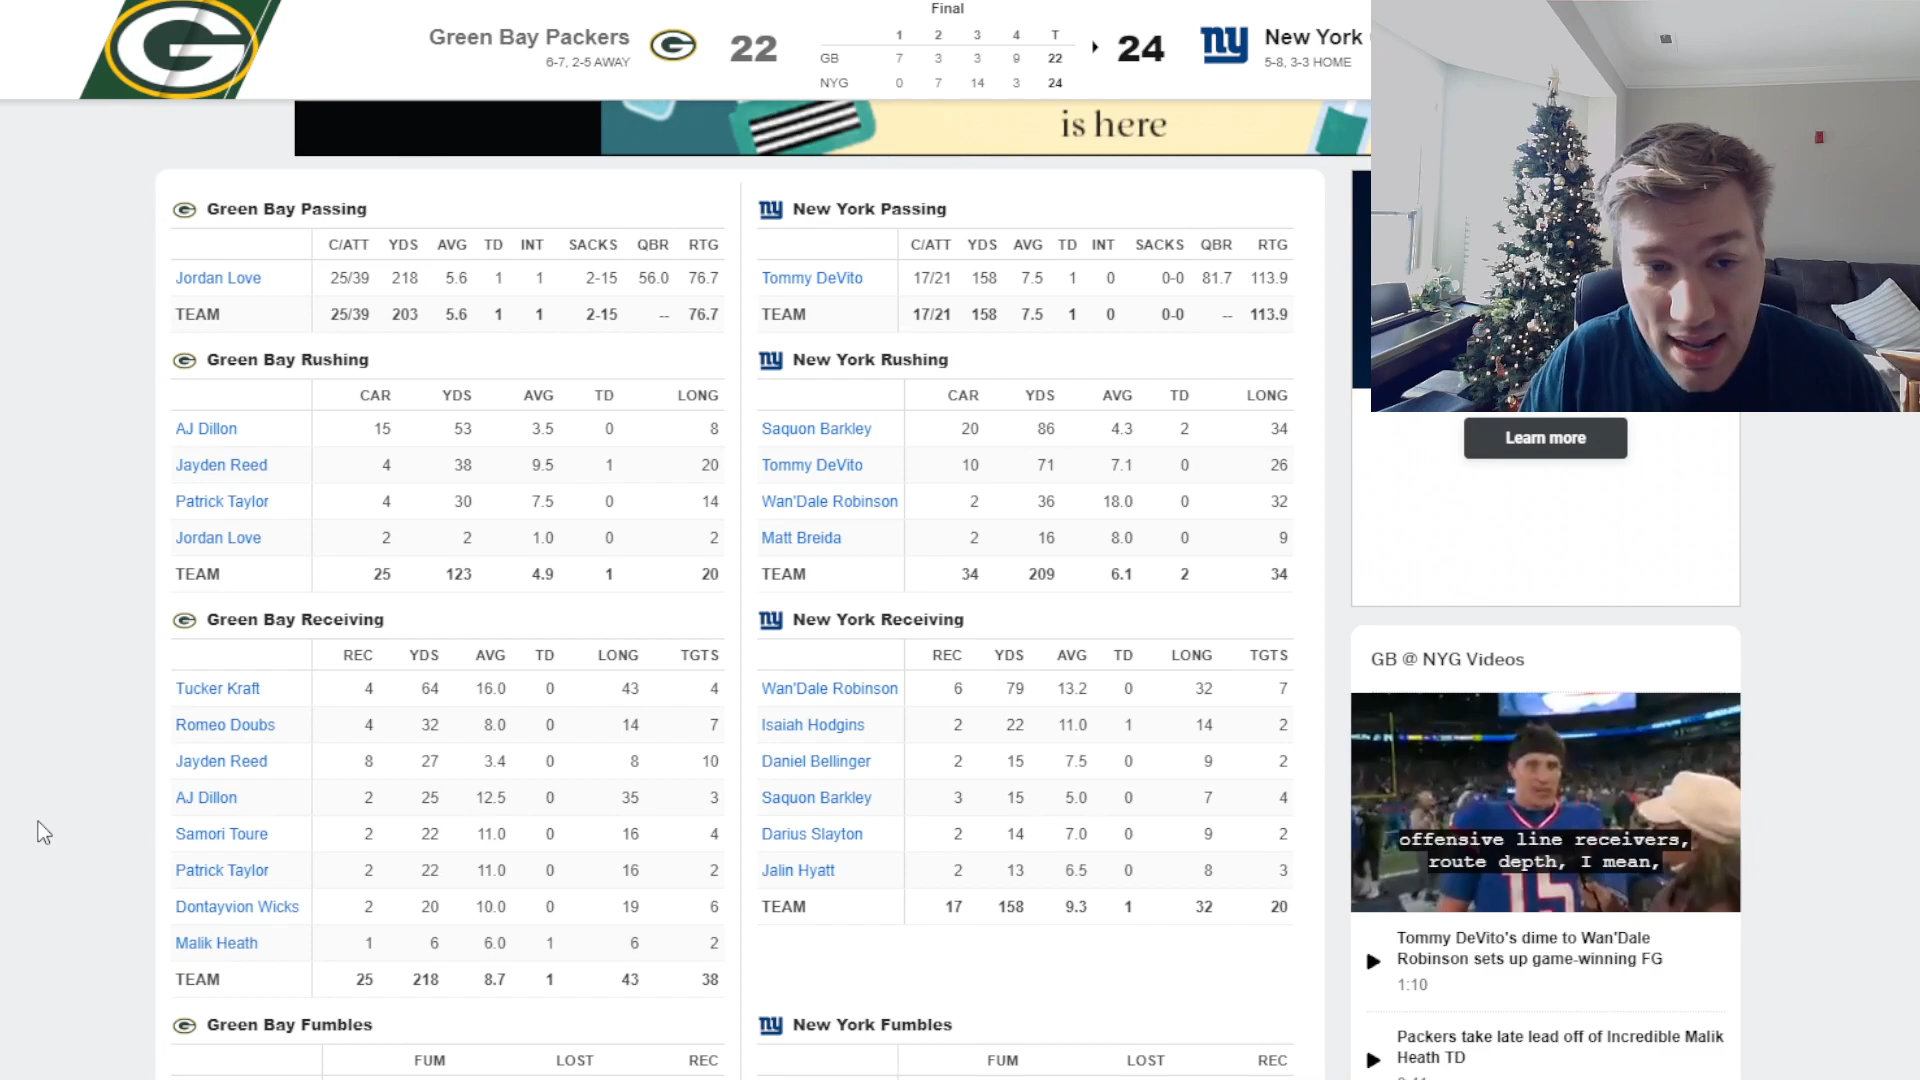 Final
Green Bay Packers
6-7, 2-5 AWAY
22
1 2 3 4 T
GB 7 3 3 9 22
NYG 0 7 14 3 24
24
New York
5-8, 3-3 HOME
is here
Green Bay Passing
C/ATT YDS AVG TD INT SACKS QBR RTG
Jordan Love 25/39 218 5.6 1 1 2-15 56.0 76.7
TEAM 25/39 203 5.6 1 1 2-15 -- 76.7
Green Bay Rushing
CAR YDS AVG TD LONG
AJ Dillon 15 53 3.5 0 8
Jayden Reed 4 38 9.5 1 20
Patrick Taylor 4 30 7.5 0 14
Jordan Love 2 2 1.0 0 2
TEAM 25 123 4.9 1 20
Green Bay Receiving
REC YDS AVG TD LONG TGTS
Tucker Kraft 4 64 16.0 0 43 4
Romeo Doubs 4 32 8.0 0 14 7
Jayden Reed 8 27 3.4 0 8 10
AJ Dillon 2 25 12.5 0 35 3
Samori Toure 2 22 11.0 0 16 4
Patrick Taylor 2 22 11.0 0 16 2
Dontayvion Wicks 2 20 10.0 0 19 6
Malik Heath 1 6 6.0 1 6 2
TEAM 25 218 8.7 1 43 38
Green Bay Fumbles
FUM LOST REC
New York Passing
C/ATT YDS AVG TD INT SACKS QBR RTG
Tommy DeVito 17/21 158 7.5 1 0 0-0 81.7 113.9
TEAM 17/21 158 7.5 1 0 0-0 -- 113.9
New York Rushing
CAR YDS AVG TD LONG
Saquon Barkley 20 86 4.3 2 34
Tommy DeVito 10 71 7.1 0 26
Wan'Dale Robinson 2 36 18.0 0 32
Matt Breida 2 16 8.0 0 9
TEAM 34 209 6.1 2 34
New York Receiving
REC YDS AVG TD LONG TGTS
Wan'Dale Robinson 6 79 13.2 0 32 7
Isaiah Hodgins 2 22 11.0 1 14 2
Daniel Bellinger 2 15 7.5 0 9 2
Saquon Barkley 3 15 5.0 0 7 4
Darius Slayton 2 14 7.0 0 9 2
Jalin Hyatt 2 13 6.5 0 8 3
TEAM 17 158 9.3 1 32 20
New York Fumbles
FUM LOST REC
Learn more
GB @ NYG Videos
offensive line receivers,
route depth, I mean,
15
Tommy DeVito's dime to Wan'Dale
Robinson sets up game-winning FG
1:10
Packers take late lead off of Incredible Malik
Heath TD